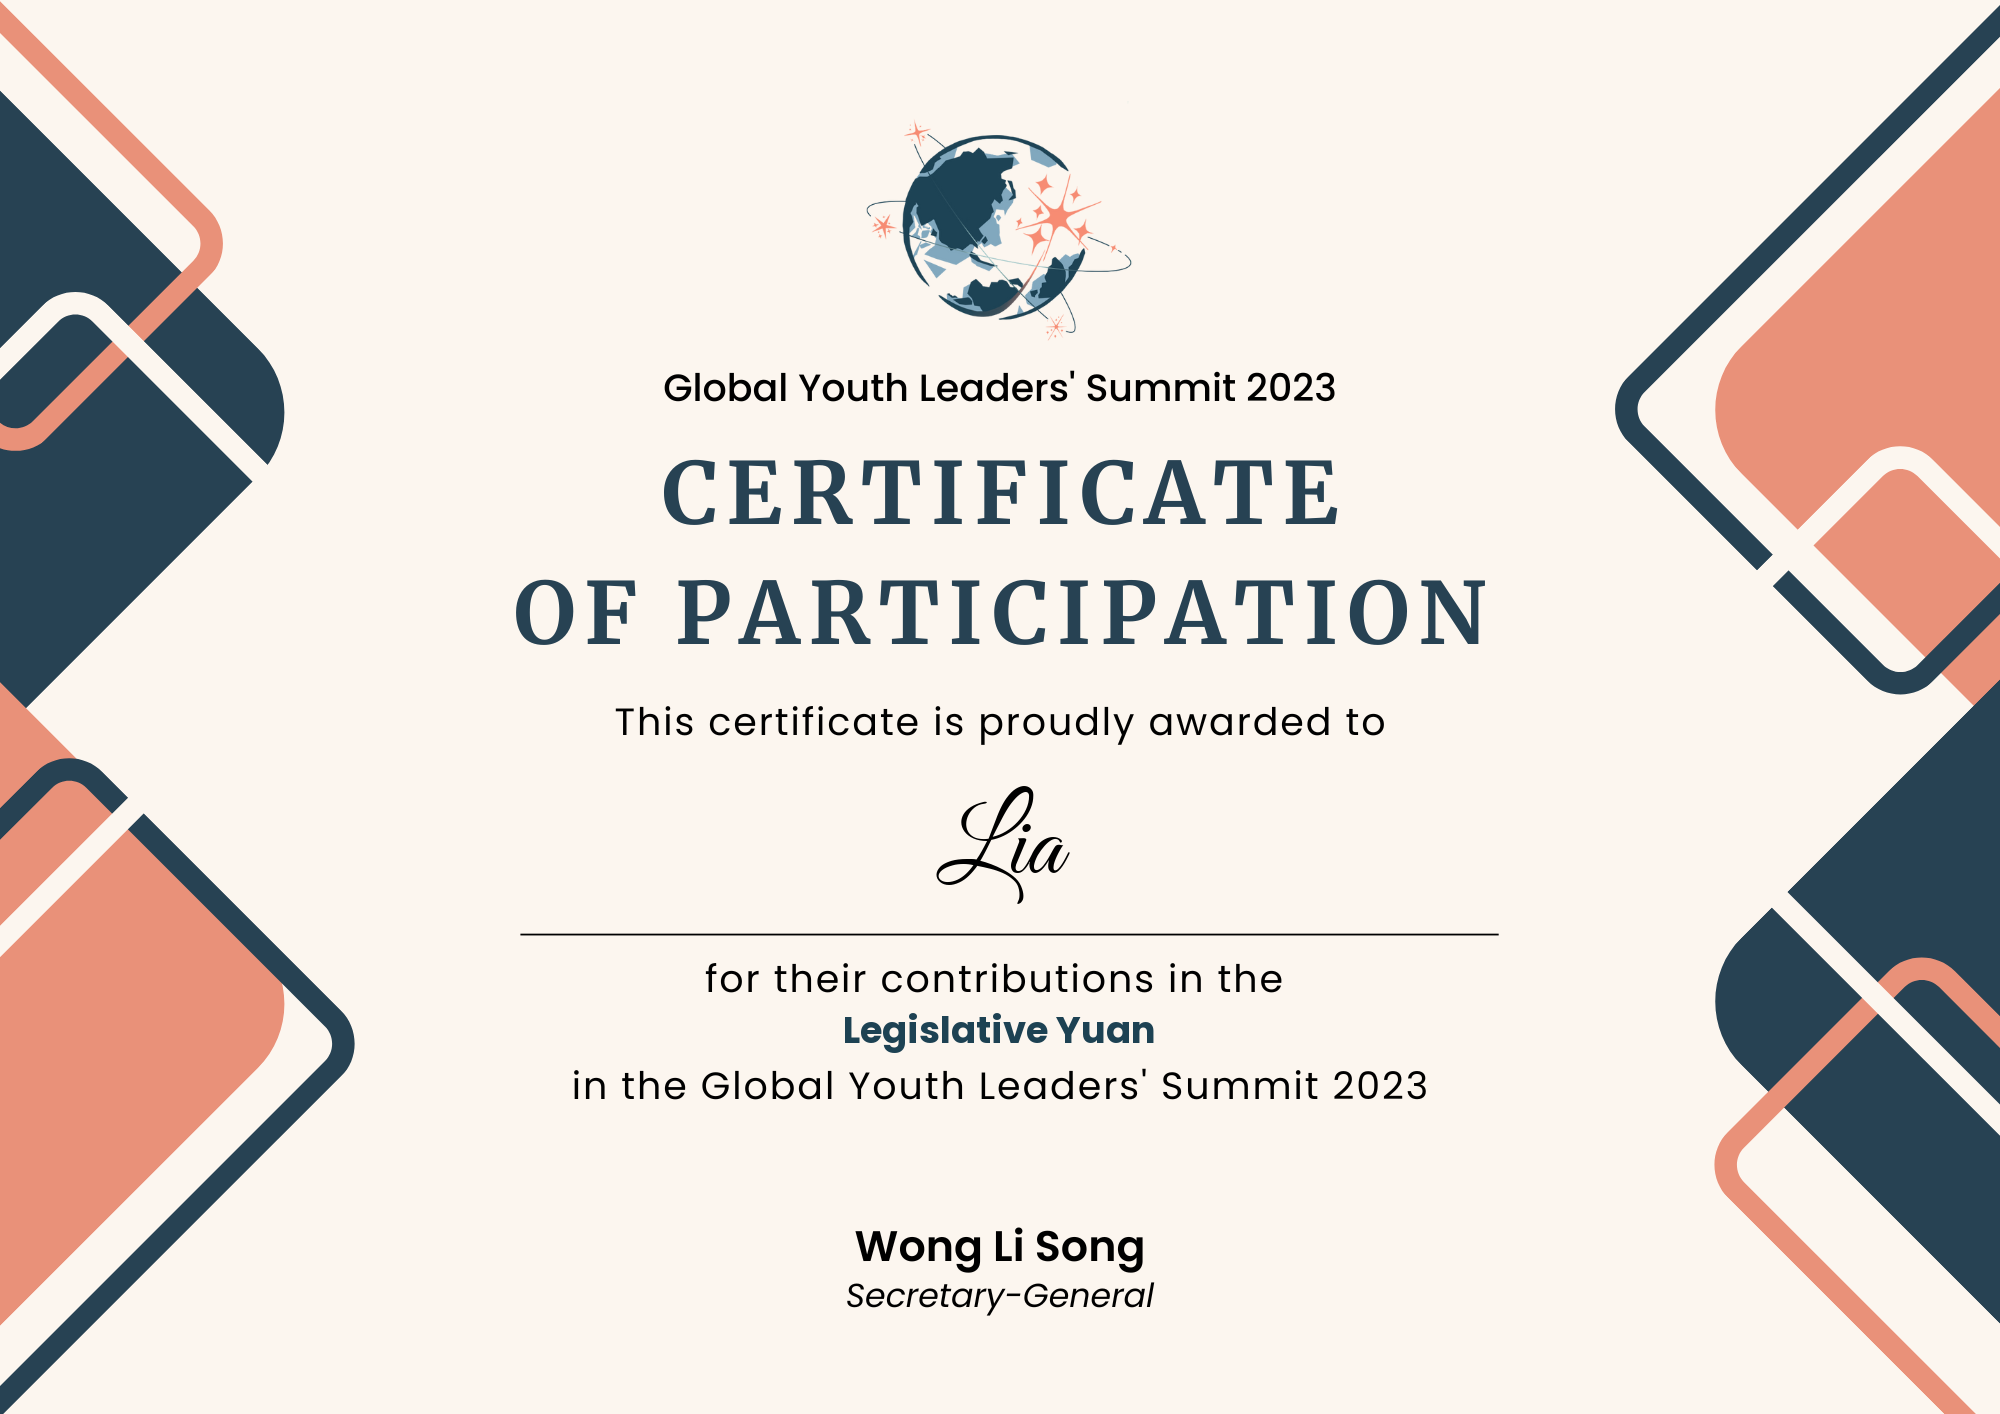 Global Youth Leaders' Summit 2023
CERTIFICATE
OF PARTICIPATION
This certificate is proudly awarded to
Lia
for their contributions in the
Legislative Yuan
in the Global Youth Leaders' Summit 2023
Wong Li Song
Secretary-General